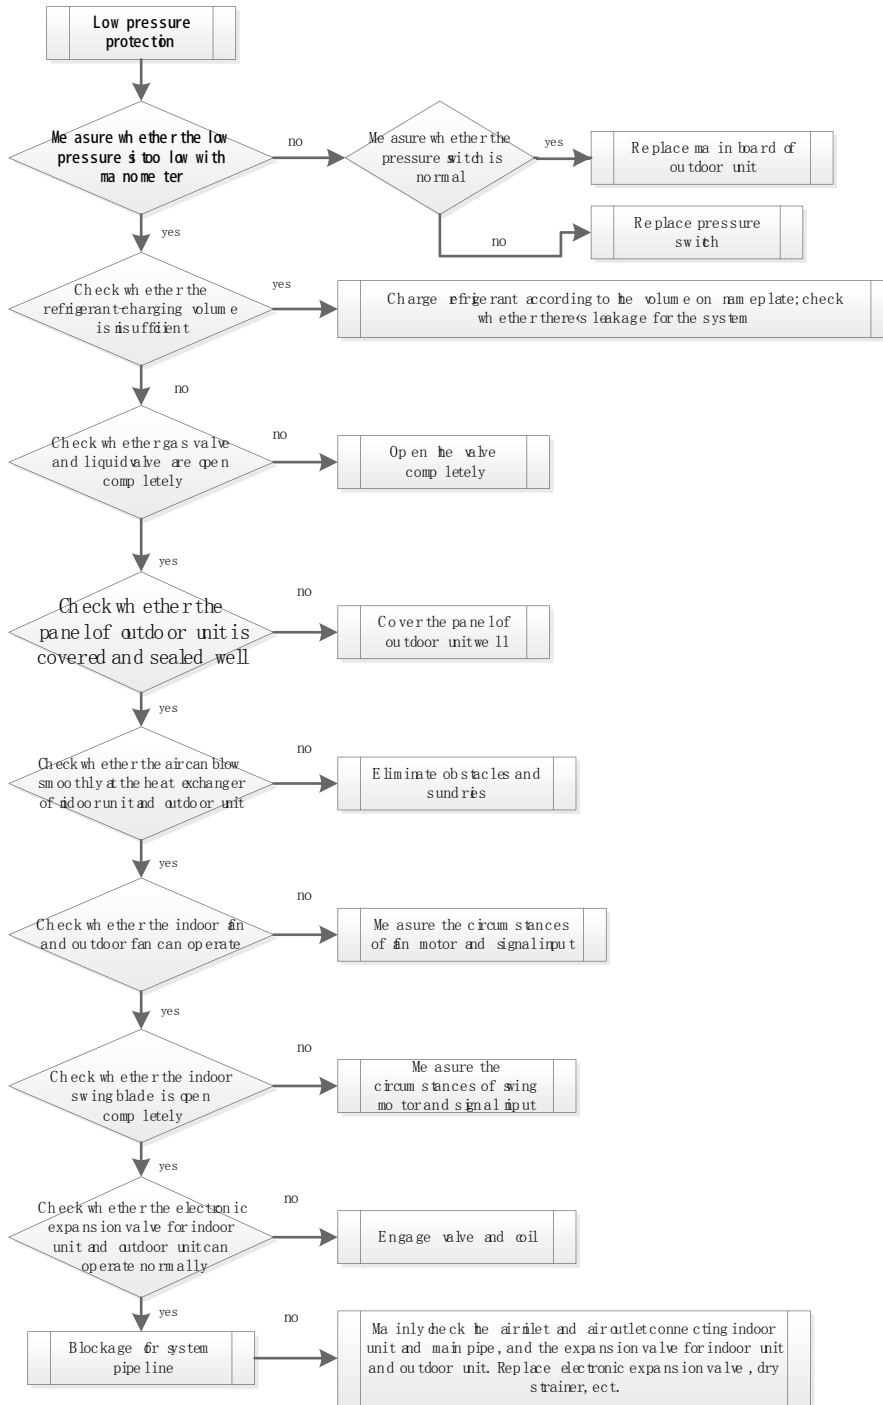 Low pressure
protection
Measure whether the low
pressure is too low with
manometer
no
Measure whether the
pressure switch is
normal
yes
Replace main board of
outdoor unit
no
Replace pressure
switch
yes
Check whether the
refrigerant-charging volume
is insufficient
yes
Charge refrigerant according to the volume on nameplate; check
whether there's leakage for the system
no
Check whether gas valve
and liquid valve are open
completely
no
Open the valve
completely
yes
Check whether the
panel of outdoor unit is
covered and sealed well
no
Cover the panel of
outdoor unit well
yes
Check whether the air can blow
smoothly at the heat exchanger
of indoor unit and outdoor unit
no
Eliminate obstacles and
sundries
yes
Check whether the indoor fan
and outdoor fan can operate
no
Measure the circumstances
of fan motor and signal input
yes
Check whether the indoor
swing blade is open
completely
no
Measure the
circumstances of swing
motor and signal input
yes
Check whether the electronic
expansion valve for indoor
unit and outdoor unit can
operate normally
no
Engage valve and coil
yes
Blockage for system
pipeline
no
Mainly check the air inlet and air outlet connecting indoor
unit and main pipe, and the expansion valve for indoor unit
and outdoor unit. Replace electronic expansion valve, dry
strainer, ect.